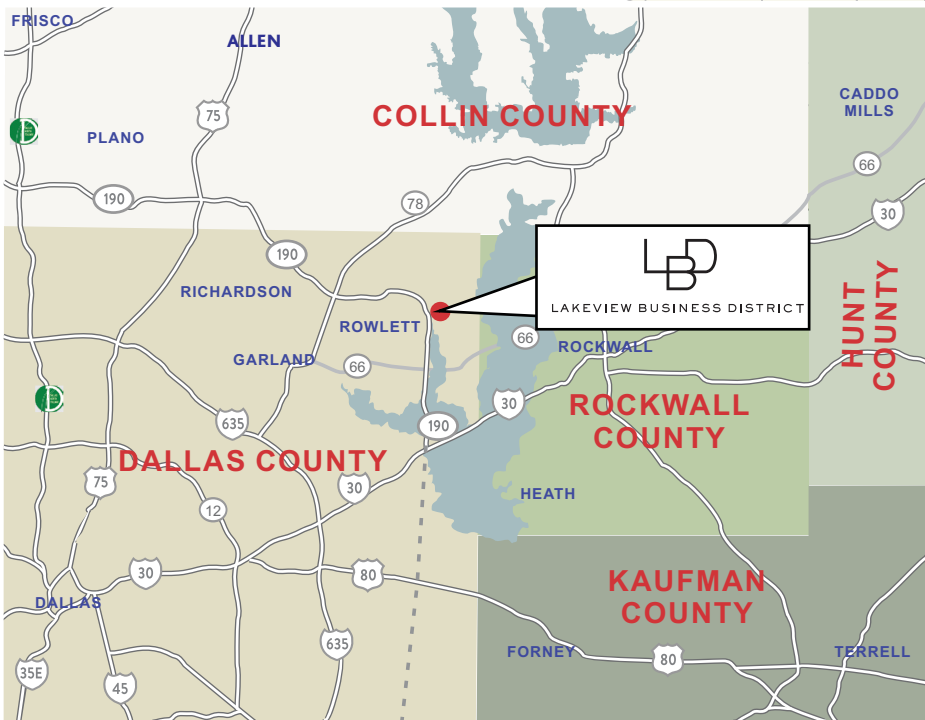 FRISCO
ALLEN
CADDO
MILLS
75
COLLIN COUNTY
PLANO
66
190
78
30
190
LBD
LAKEVIEW BUSINESS DISTRICT
RICHARDSON
ROWLETT
66
ROCKWALL
GARLAND
66
HUNT
COUNTY
30
ROCKWALL
COUNTY
635
190
DALLAS COUNTY
75
30
HEATH
12
30
80
KAUFMAN
COUNTY
DALLAS
635
FORNEY
80
TERRELL
35E
45